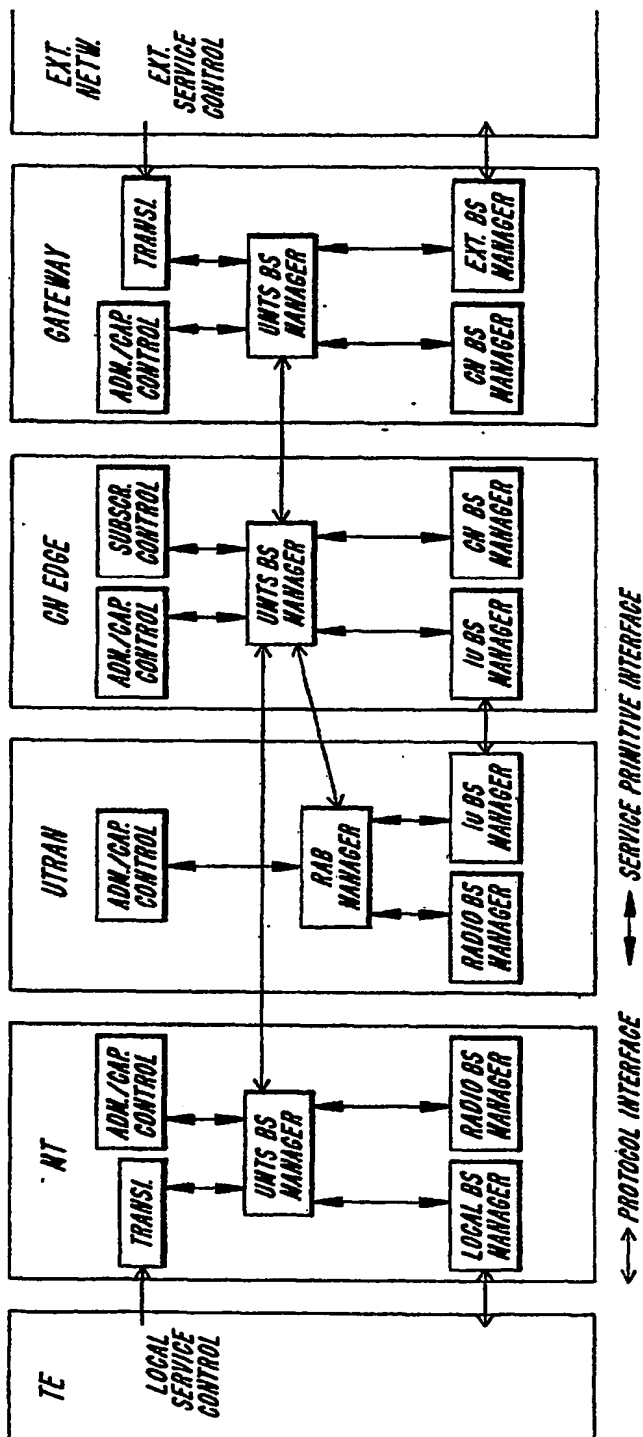 TE
LOCAL
SERVICE
CONTROL
MT
TRANSL.
ADM./CAP.
CONTROL
UMTS BS
MANAGER
LOCAL BS
MANAGER
RADIO BS
MANAGER
UTRAN
ADM./CAP.
CONTROL
RAB
MANAGER
RADIO BS
MANAGER
IU BS
MANAGER
CN EDGE
ADM./CAP.
CONTROL
SUBSCR.
CONTROL
UMTS BS
MANAGER
IU BS
MANAGER
CN BS
MANAGER
GATEWAY
ADM./CAP.
CONTROL
TRANSL.
UMTS BS
MANAGER
CN BS
MANAGER
EXT. BS
MANAGER
EXT.
NETW.
EXT.
SERVICE
CONTROL
PROTOCOL INTERFACE
SERVICE PRIMITIVE INTERFACE